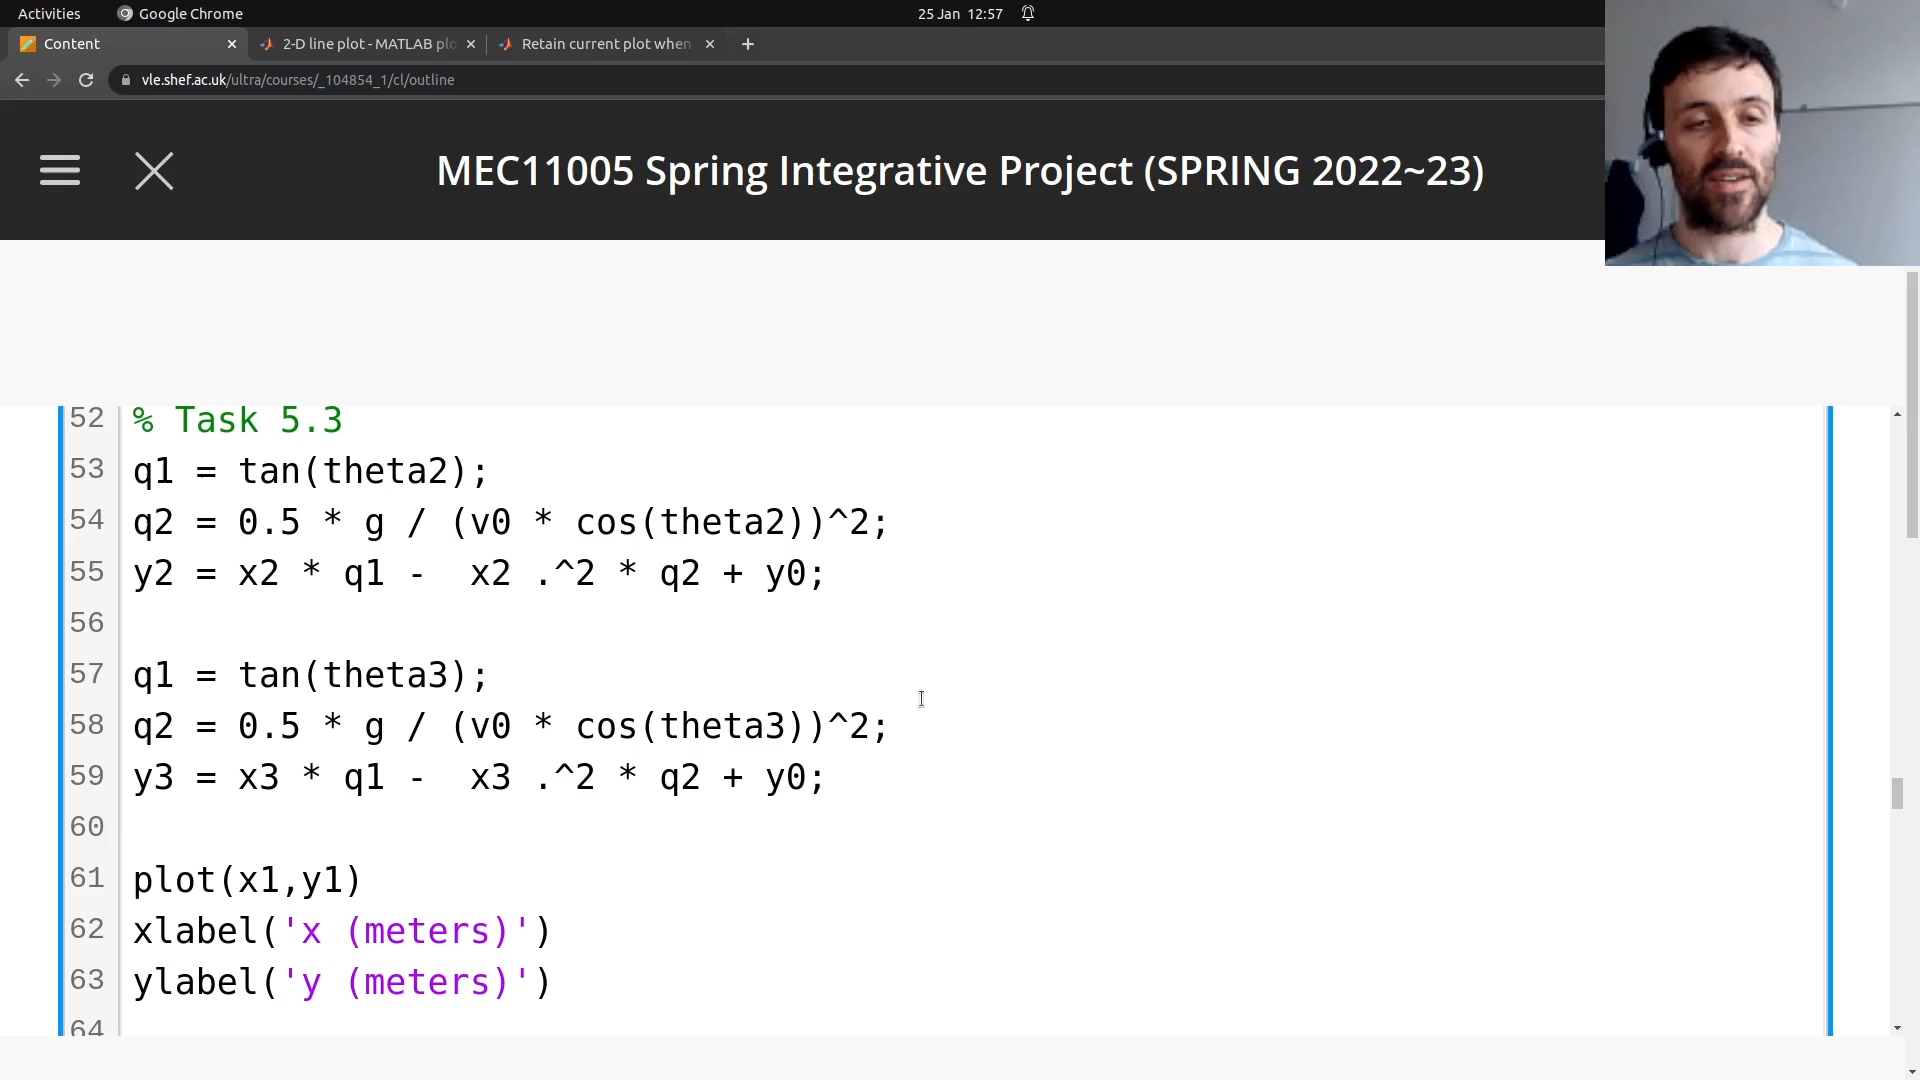 Activities Google Chrome 25 Jan 12:57
Content 2-D line plot - MATLAB plo Retain current plot when
vle.shef.ac.uk/ultra/courses/_104854_1/cl/outline
MEC11005 Spring Integrative Project (SPRING 2022~23)
52 % Task 5.3
53 q1 = tan(theta2);
54 q2 = 0.5 * g / (v0 * cos(theta2))^2;
55 y2 = x2 * q1 -  x2 .^2 * q2 + y0;
56
57 q1 = tan(theta3);
58 q2 = 0.5 * g / (v0 * cos(theta3))^2;
59 y3 = x3 * q1 -  x3 .^2 * q2 + y0;
60
61 plot(x1,y1)
62 xlabel('x (meters)')
63 ylabel('y (meters)')
64